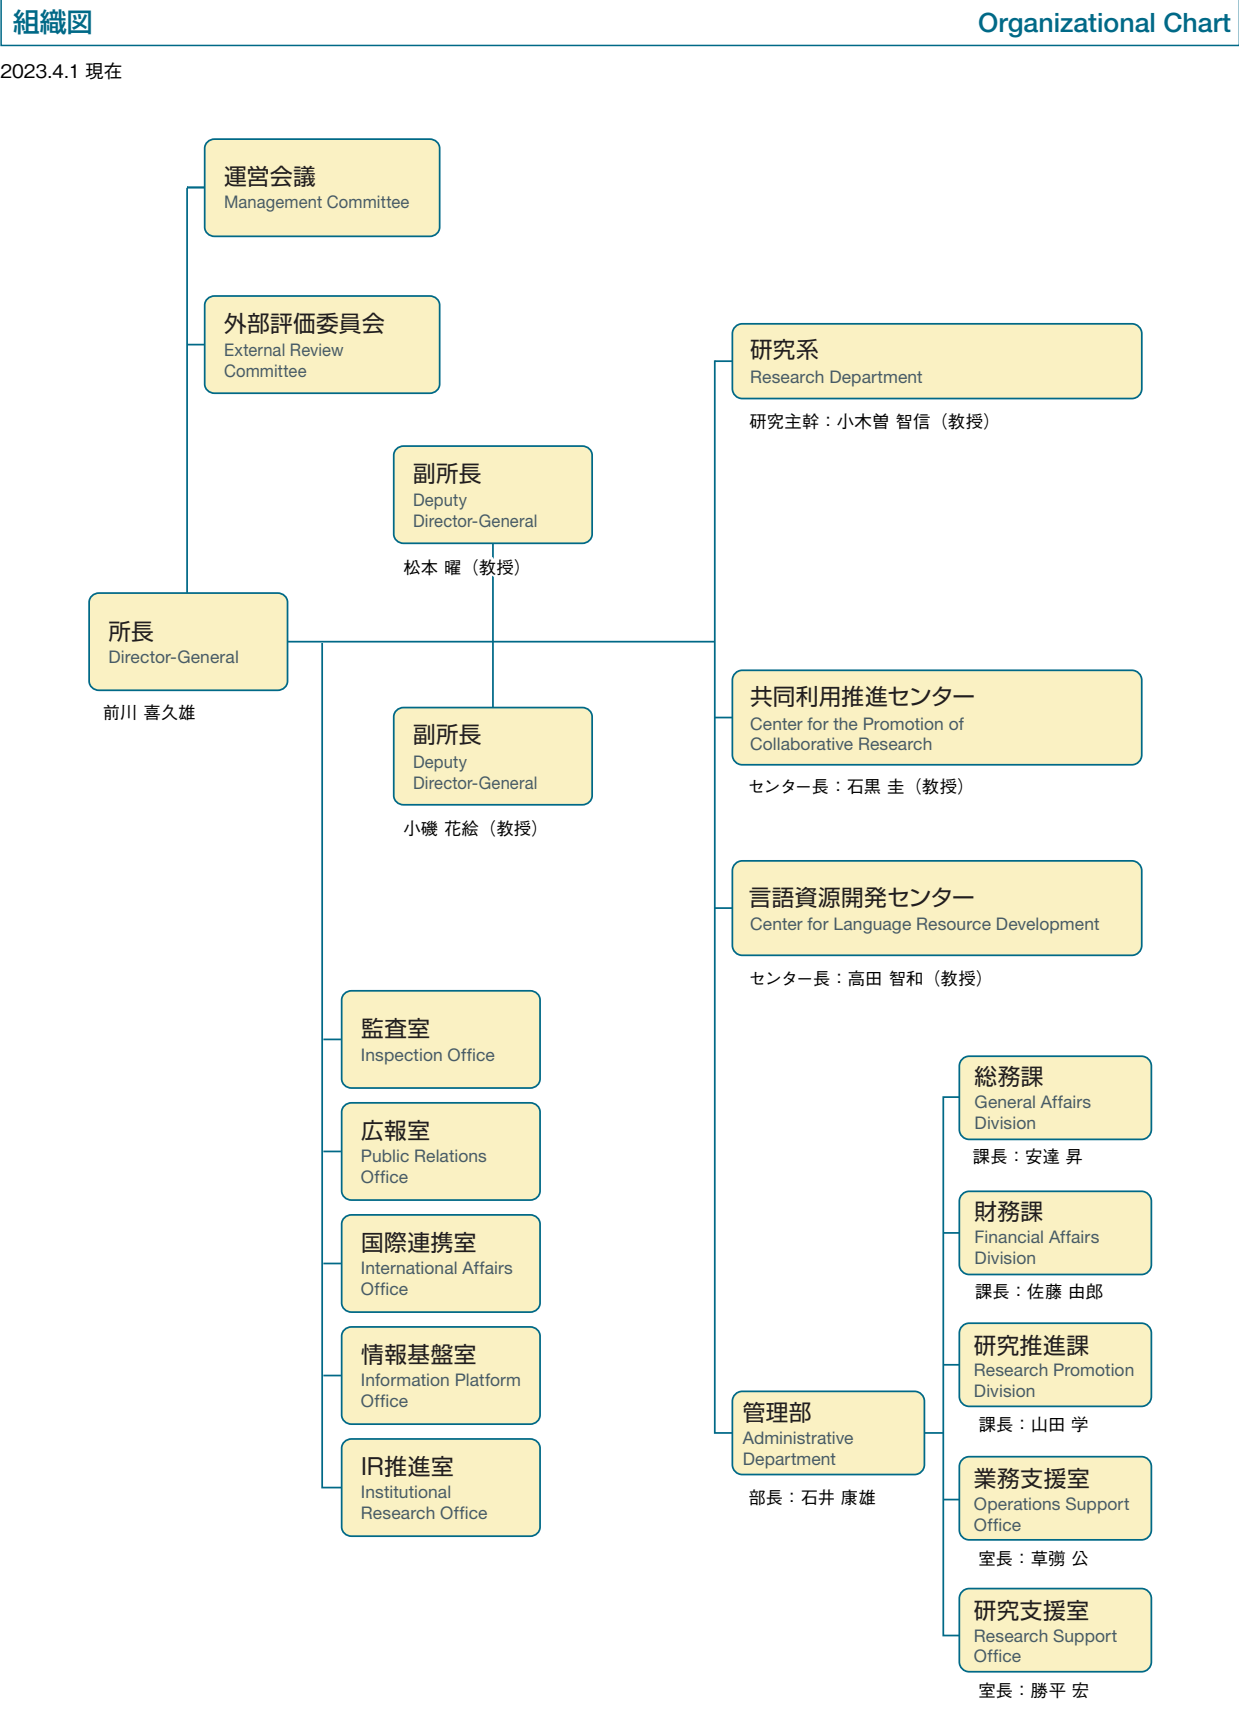 組織図
Organizational Chart
2023.4.1 現在
運営会議
Management Committee
外部評価委員会
External Review
Committee
研究系
Research Department
研究主幹：小木曽 智信（教授）
副所長
Deputy
Director-General
松本 曜（教授）
所長
Director-General
前川 喜久雄
副所長
Deputy
Director-General
小磯 花絵（教授）
共同利用推進センター
Center for the Promotion of
Collaborative Research
センター長：石黒 圭（教授）
言語資源開発センター
Center for Language Resource Development
センター長：高田 智和（教授）
監査室
Inspection Office
広報室
Public Relations
Office
国際連携室
International Affairs
Office
情報基盤室
Information Platform
Office
IR推進室
Institutional
Research Office
管理部
Administrative
Department
部長：石井 康雄
総務課
General Affairs
Division
課長：安達 昇
財務課
Financial Affairs
Division
課長：佐藤 由郎
研究推進課
Research Promotion
Division
課長：山田 学
業務支援室
Operations Support
Office
室長：草彅 公
研究支援室
Research Support
Office
室長：勝平 宏